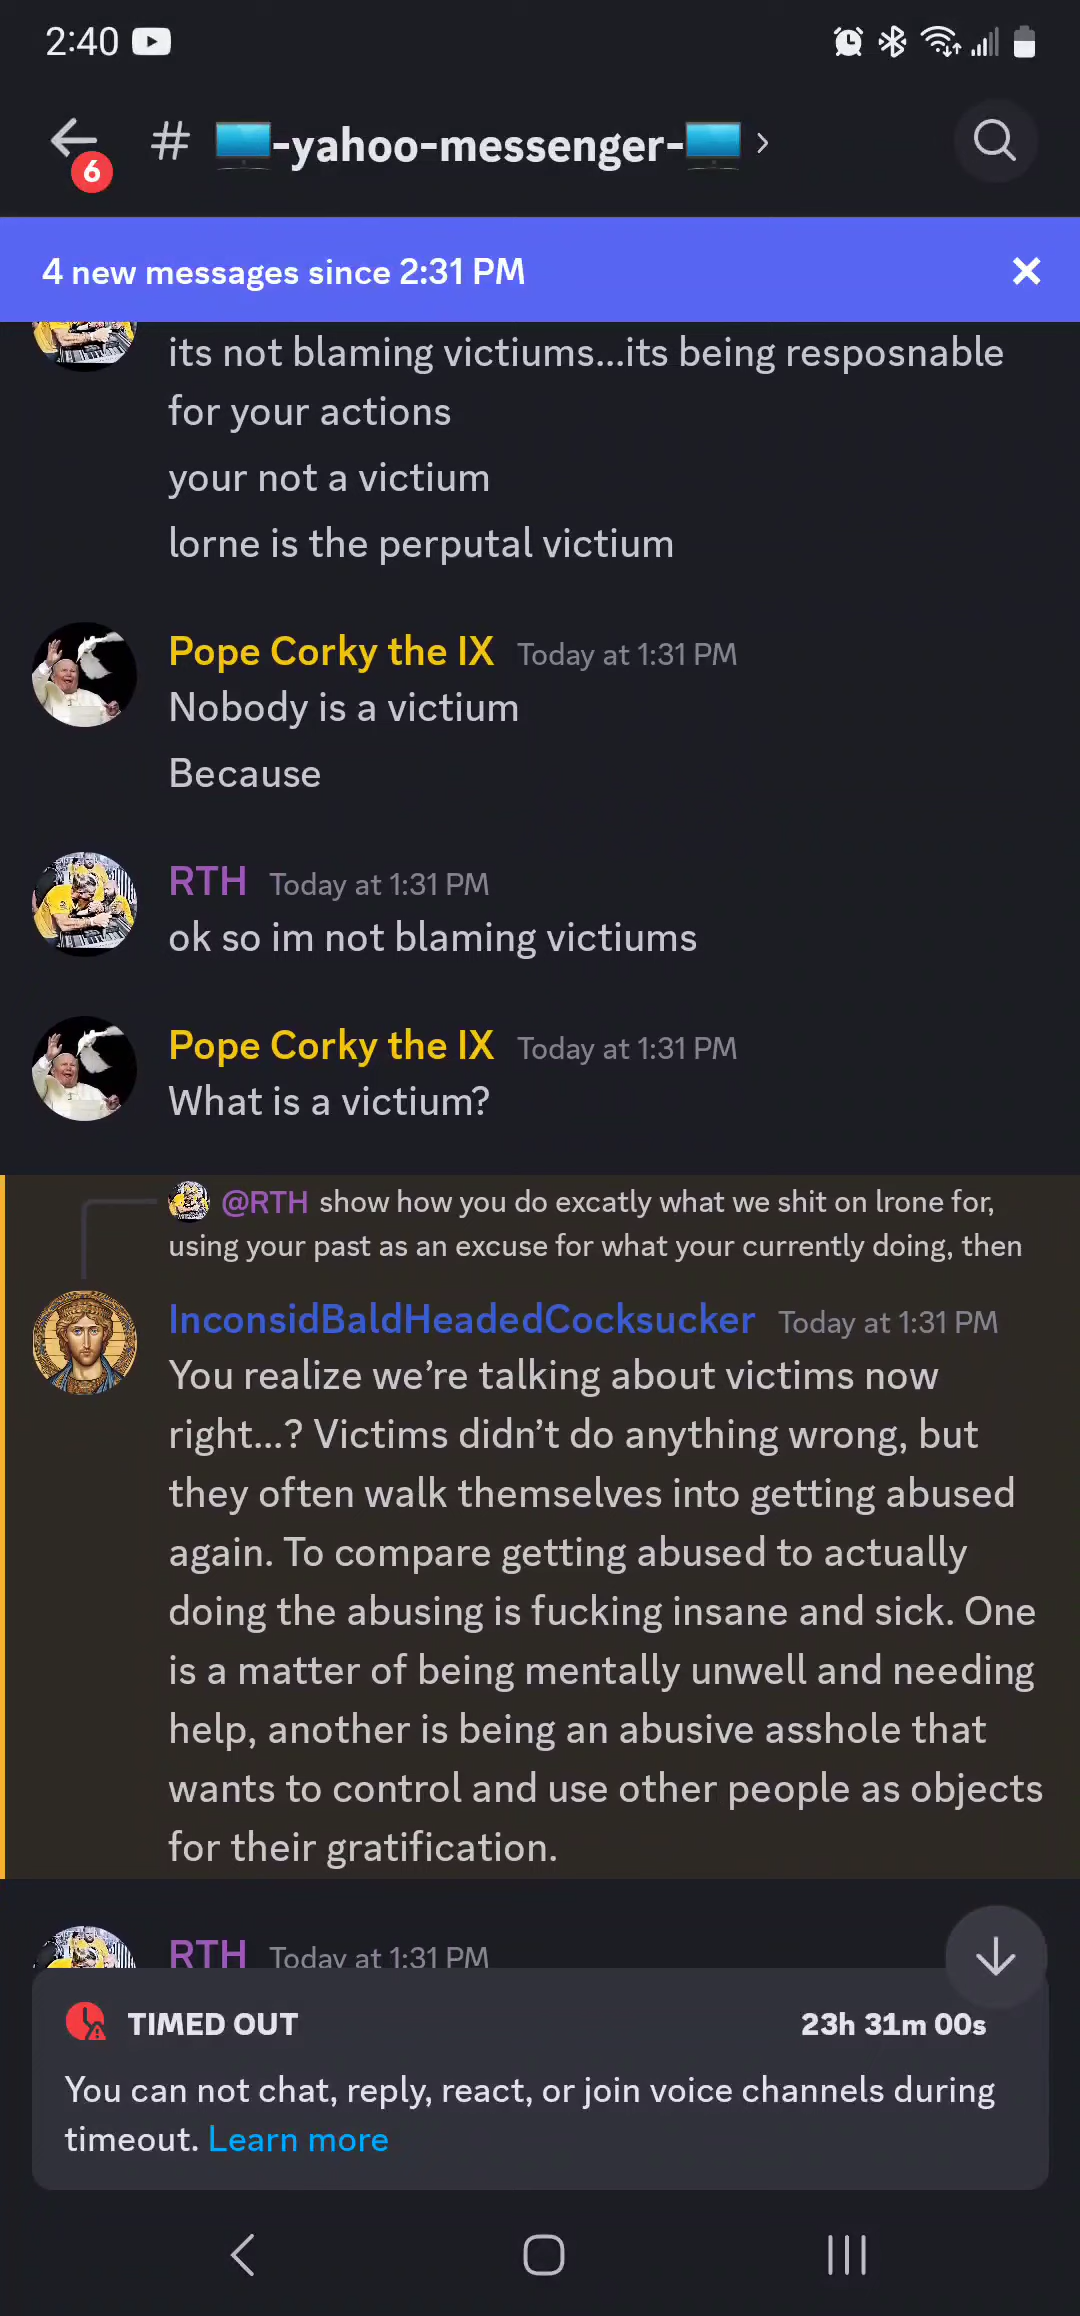 2:40
# -yahoo-messenger- >
6
4 new messages since 2:31 PM
its not blaming victiums...its being resposnable
for your actions
your not a victium
lorne is the perputal victium
Pope Corky the IX Today at 1:31 PM
Nobody is a victium
Because
RTH Today at 1:31 PM
ok so im not blaming victiums
Pope Corky the IX Today at 1:31 PM
What is a victium?
@RTH show how you do excatly what we shit on lrone for,
using your past as an excuse for what your currently doing, then
InconsidBaldHeadedCocksucker Today at 1:31 PM
You realize we’re talking about victims now
right...? Victims didn’t do anything wrong, but
they often walk themselves into getting abused
again. To compare getting abused to actually
doing the abusing is fucking insane and sick. One
is a matter of being mentally unwell and needing
help, another is being an abusive asshole that
wants to control and use other people as objects
for their gratification.
RTH Today at 1:31 PM
TIMED OUT 23h 31m 00s
You can not chat, reply, react, or join voice channels during
timeout. Learn more